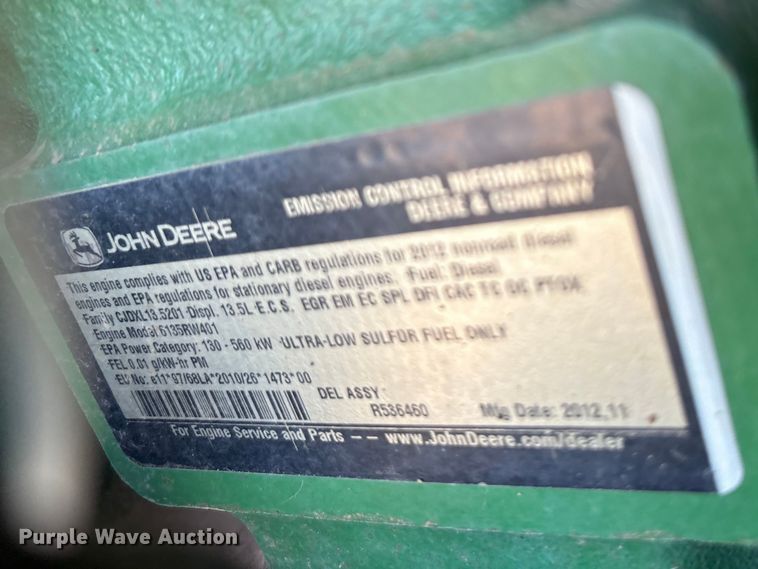 JOHN DEERE
EMISSION CONTROL INFORMATION
DEERE & COMPANY
This engine complies with US EPA and CARB regulations for 2012 nonroad diesel
engines and EPA regulations for stationary diesel engines. Fuel: Diesel
Family CJDXL13.5201 Displ. 13.5L E.C.S. EGR EM EC SPL DFI CAC TC OC PTOX
Engine Model 6135RW401
EPA Power Category: 130 - 560 kW ULTRA-LOW SULFUR FUEL ONLY
FEL 0.01 g/kW-hr PM
EU No: e11*97/68LA*2010/26*1473*00
DEL ASSY
R536460 Mfg Date: 2012,11
For Engine Service and Parts -- www.JohnDeere.com/dealer
Purple Wave Auction